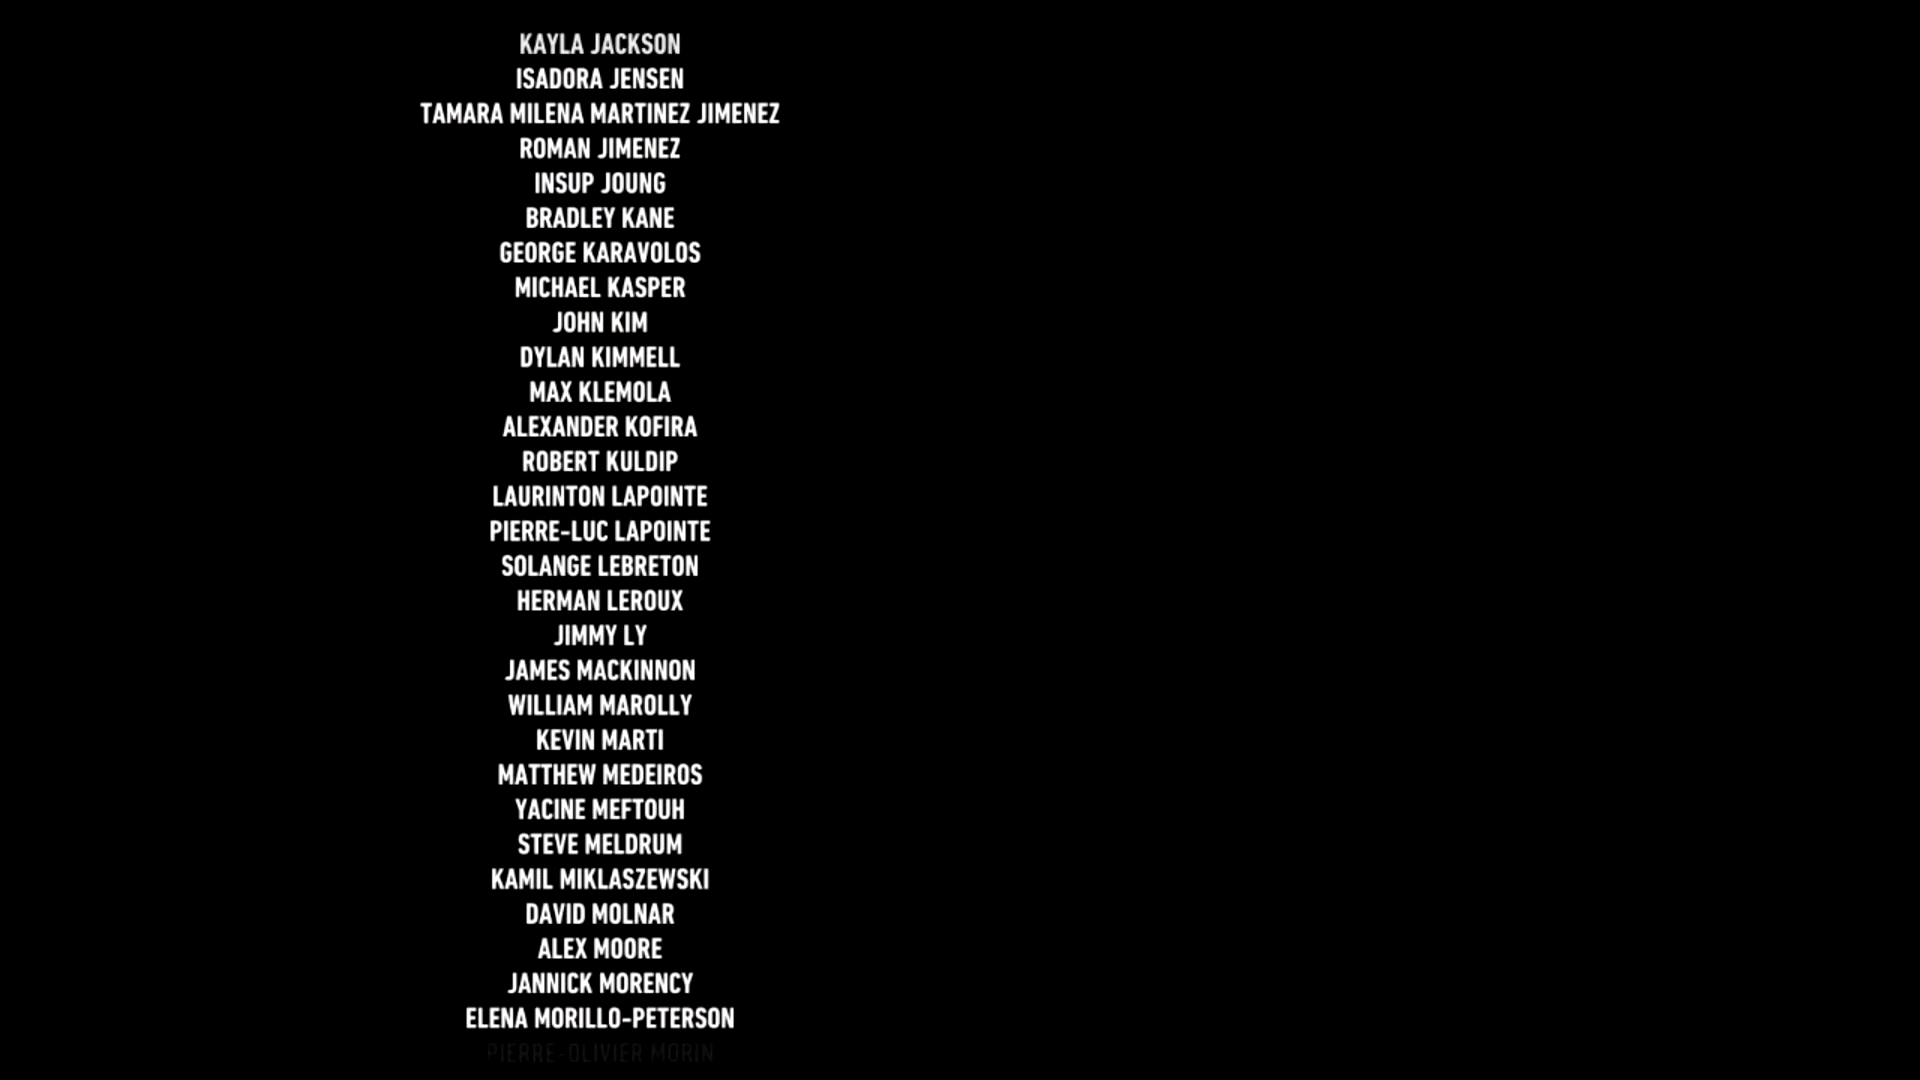 KAYLA JACKSON
ISADORA JENSEN
TAMARA MILENA MARTINEZ JIMENEZ
ROMAN JIMENEZ
INSUP JOUNG
BRADLEY KANE
GEORGE KARAVOLOS
MICHAEL KASPER
JOHN KIM
DYLAN KIMMELL
MAX KLEMOLA
ALEXANDER KOFIRA
ROBERT KULDIP
LAURINTON LAPOINTE
PIERRE-LUC LAPOINTE
SOLANGE LEBRETON
HERMAN LEROUX
JIMMY LY
JAMES MACKINNON
WILLIAM MAROLLY
KEVIN MARTI
MATTHEW MEDEIROS
YACINE MEFTOUH
STEVE MELDRUM
KAMIL MIKLASZEWSKI
DAVID MOLNAR
ALEX MOORE
JANNICK MORENCY
ELENA MORILLO-PETERSON
PIERRE-OLIVIER MORIN